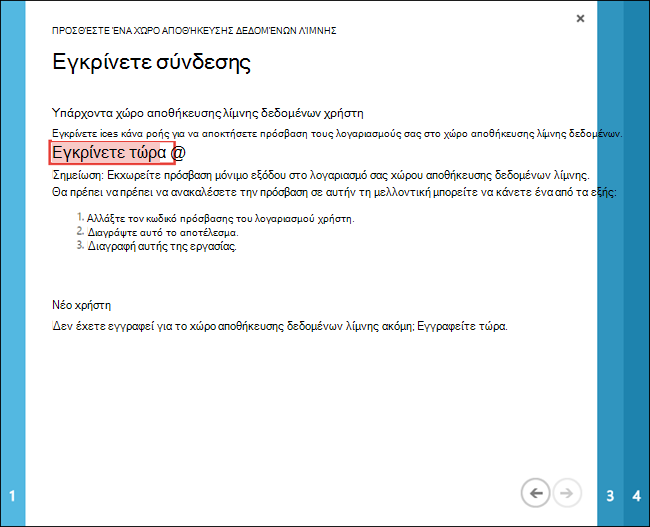 ΠΡΟΣΘΈΣΤΕ ΈΝΑ ΧΏΡΟ ΑΠΟΘΉΚΕΥΣΗΣ ΔΕΔΟΜΈΝΩΝ ΛΊΜΝΗΣ
Εγκρίνετε σύνδεσης
Υπάρχοντα χώρο αποθήκευσης λίμνης δεδομένων χρήστη
Εγκρίνετε ices κάνα ροής για να αποκτήσετε πρόσβαση τους λογαριασμούς σας στο χώρο αποθήκευσης λίμνης δεδομένων.
Εγκρίνετε τώρα @
Σημείωση: Εκχωρείτε πρόσβαση μόνιμο εξόδου στο λογαριασμό σας χώρου αποθήκευσης δεδομένων λίμνης.
Θα πρέπει να πρέπει να ανακαλέσετε την πρόσβαση σε αυτήν τη μελλοντική μπορείτε να κάνετε ένα από τα εξής:
1. Αλλάξτε τον κωδικό πρόσβασης του λογαριασμού χρήστη.
2. Διαγράψτε αυτό το αποτέλεσμα.
3. Διαγραφή αυτής της εργασίας.
Νέο χρήστη
Δεν έχετε εγγραφεί για το χώρο αποθήκευσης δεδομένων λίμνης ακόμη; Εγγραφείτε τώρα.
1
3
4